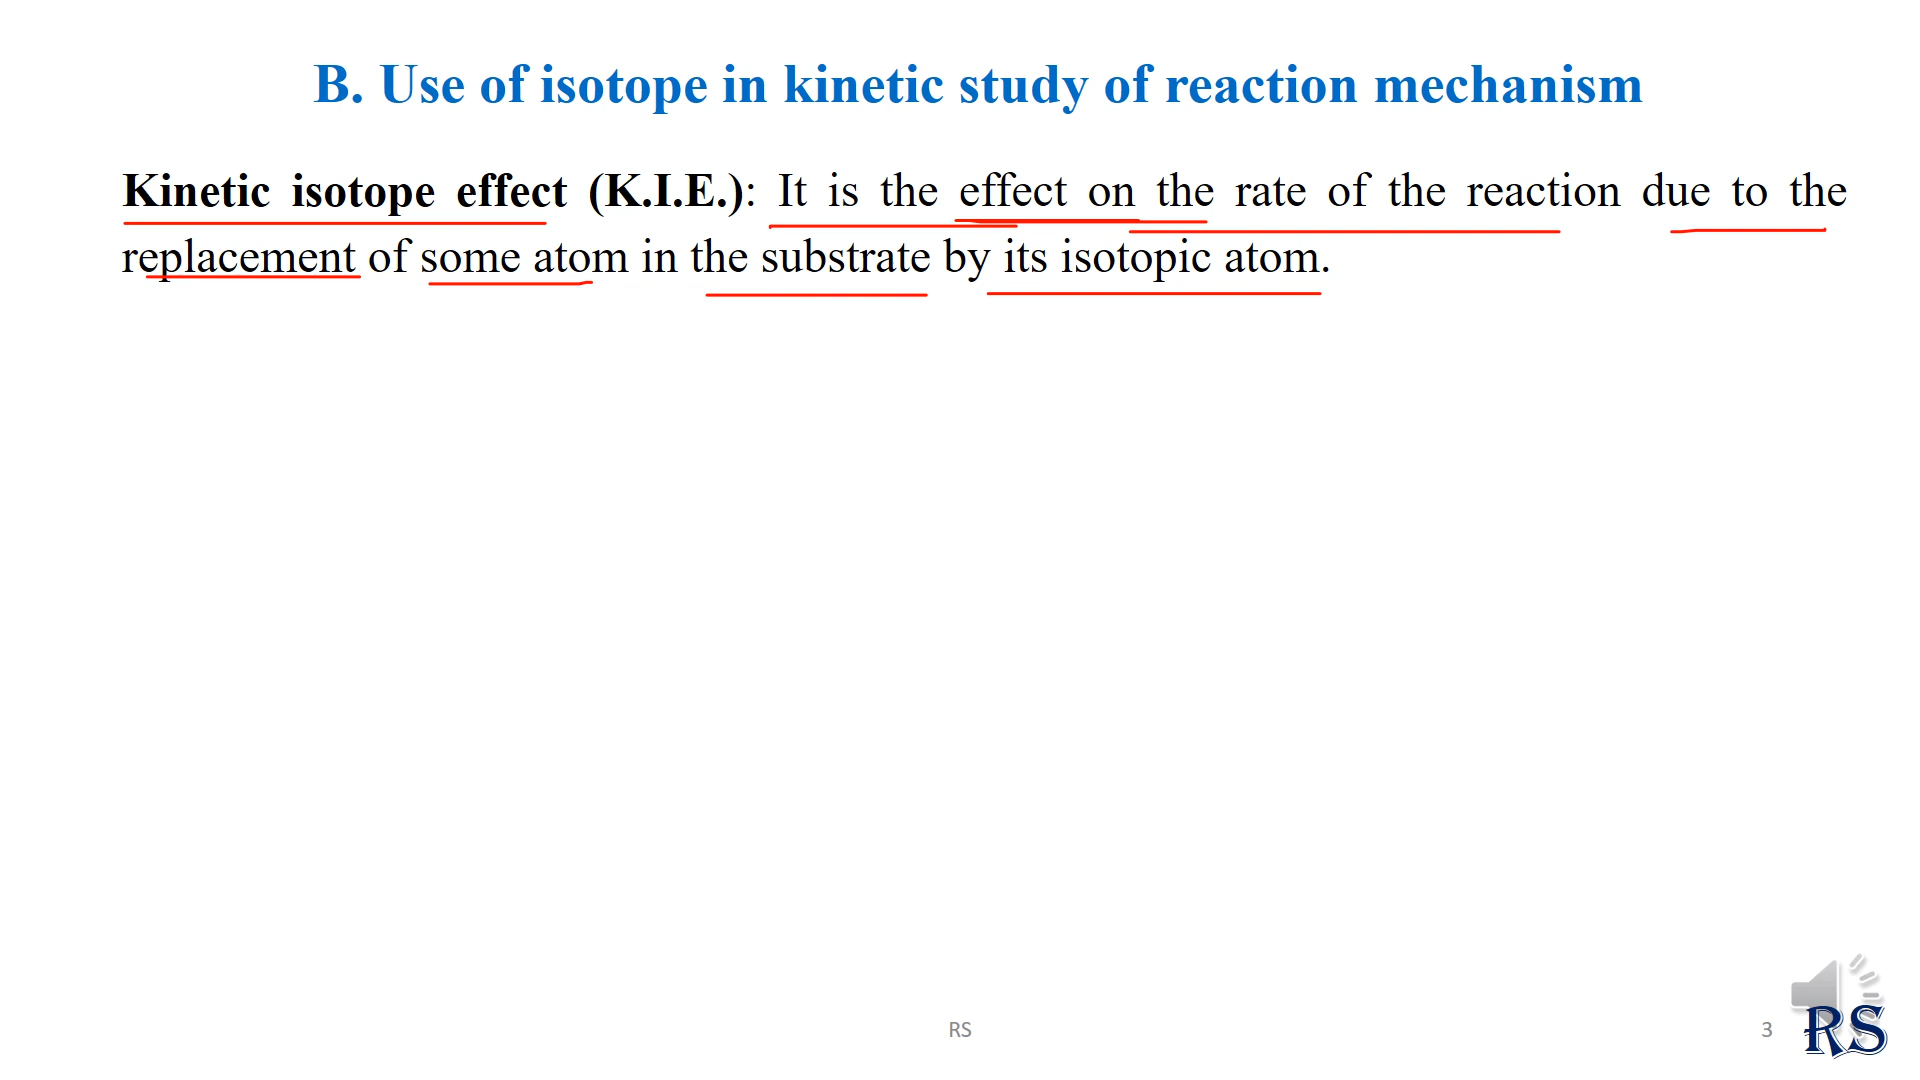 B. Use of isotope in kinetic study of reaction mechanism
Kinetic isotope effect (K.I.E.): It is the effect on the rate of the reaction due to the
replacement of some atom in the substrate by its isotopic atom.
RS
3
RS